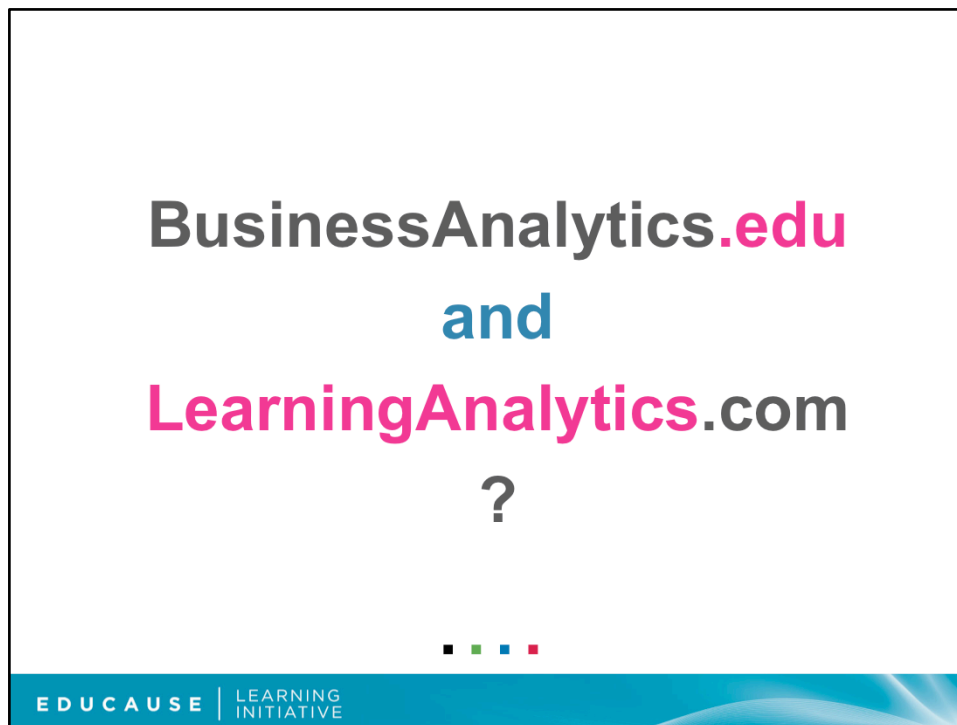 BusinessAnalytics.edu
and
LearningAnalytics.com
?
EDUCAUSE
LEARNING
INITIATIVE